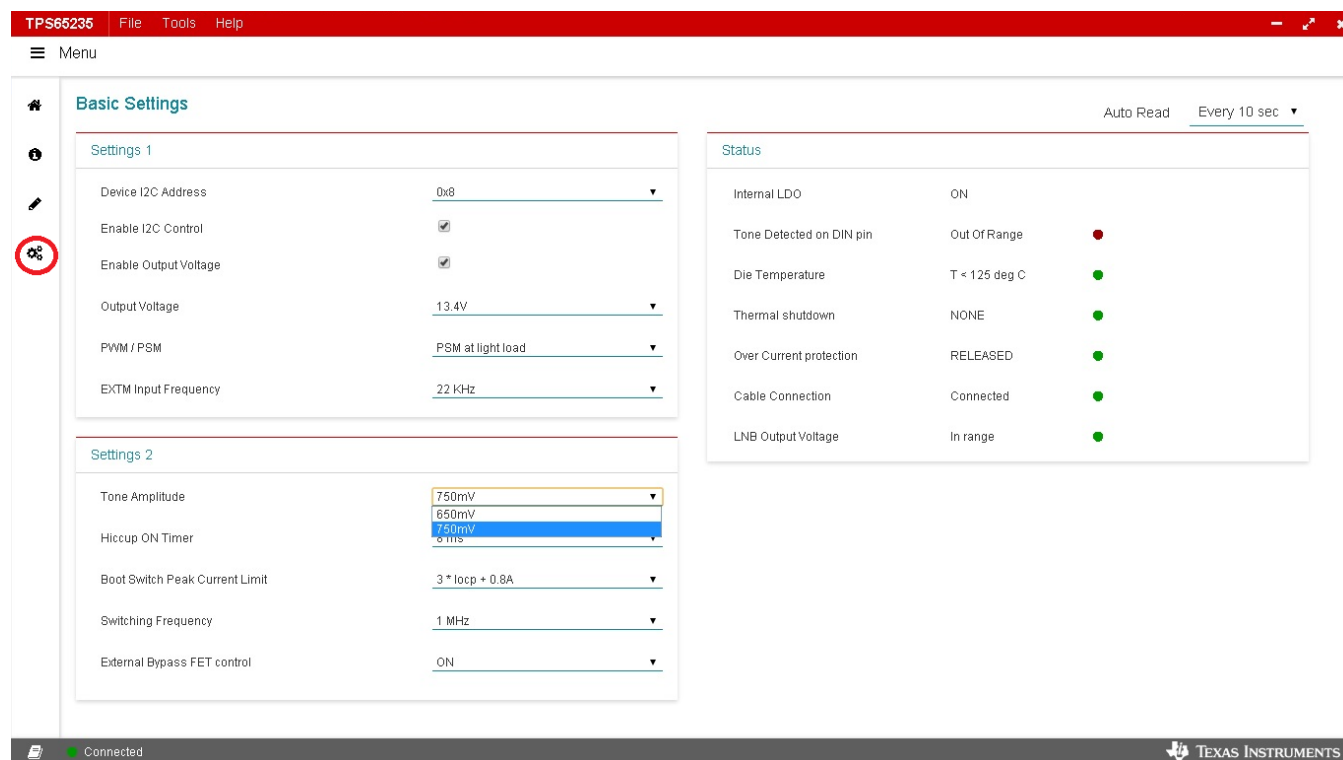 TPS65235 File Tools Help
Menu
Basic Settings
Auto Read Every 10 sec
Settings 1
Device I2C Address 0x8
Enable I2C Control
Enable Output Voltage
Output Voltage 13.4V
PWM / PSM PSM at light load
EXTM Input Frequency 22 KHz
Settings 2
Tone Amplitude 750mV
650mV
750mV
Hiccup ON Timer 8 ms
Boot Switch Peak Current Limit 3 * Iocp + 0.8A
Switching Frequency 1 MHz
External Bypass FET control ON
Status
Internal LDO ON
Tone Detected on DIN pin Out Of Range
Die Temperature T < 125 deg C
Thermal shutdown NONE
Over Current protection RELEASED
Cable Connection Connected
LNB Output Voltage In range
Connected
TEXAS INSTRUMENTS